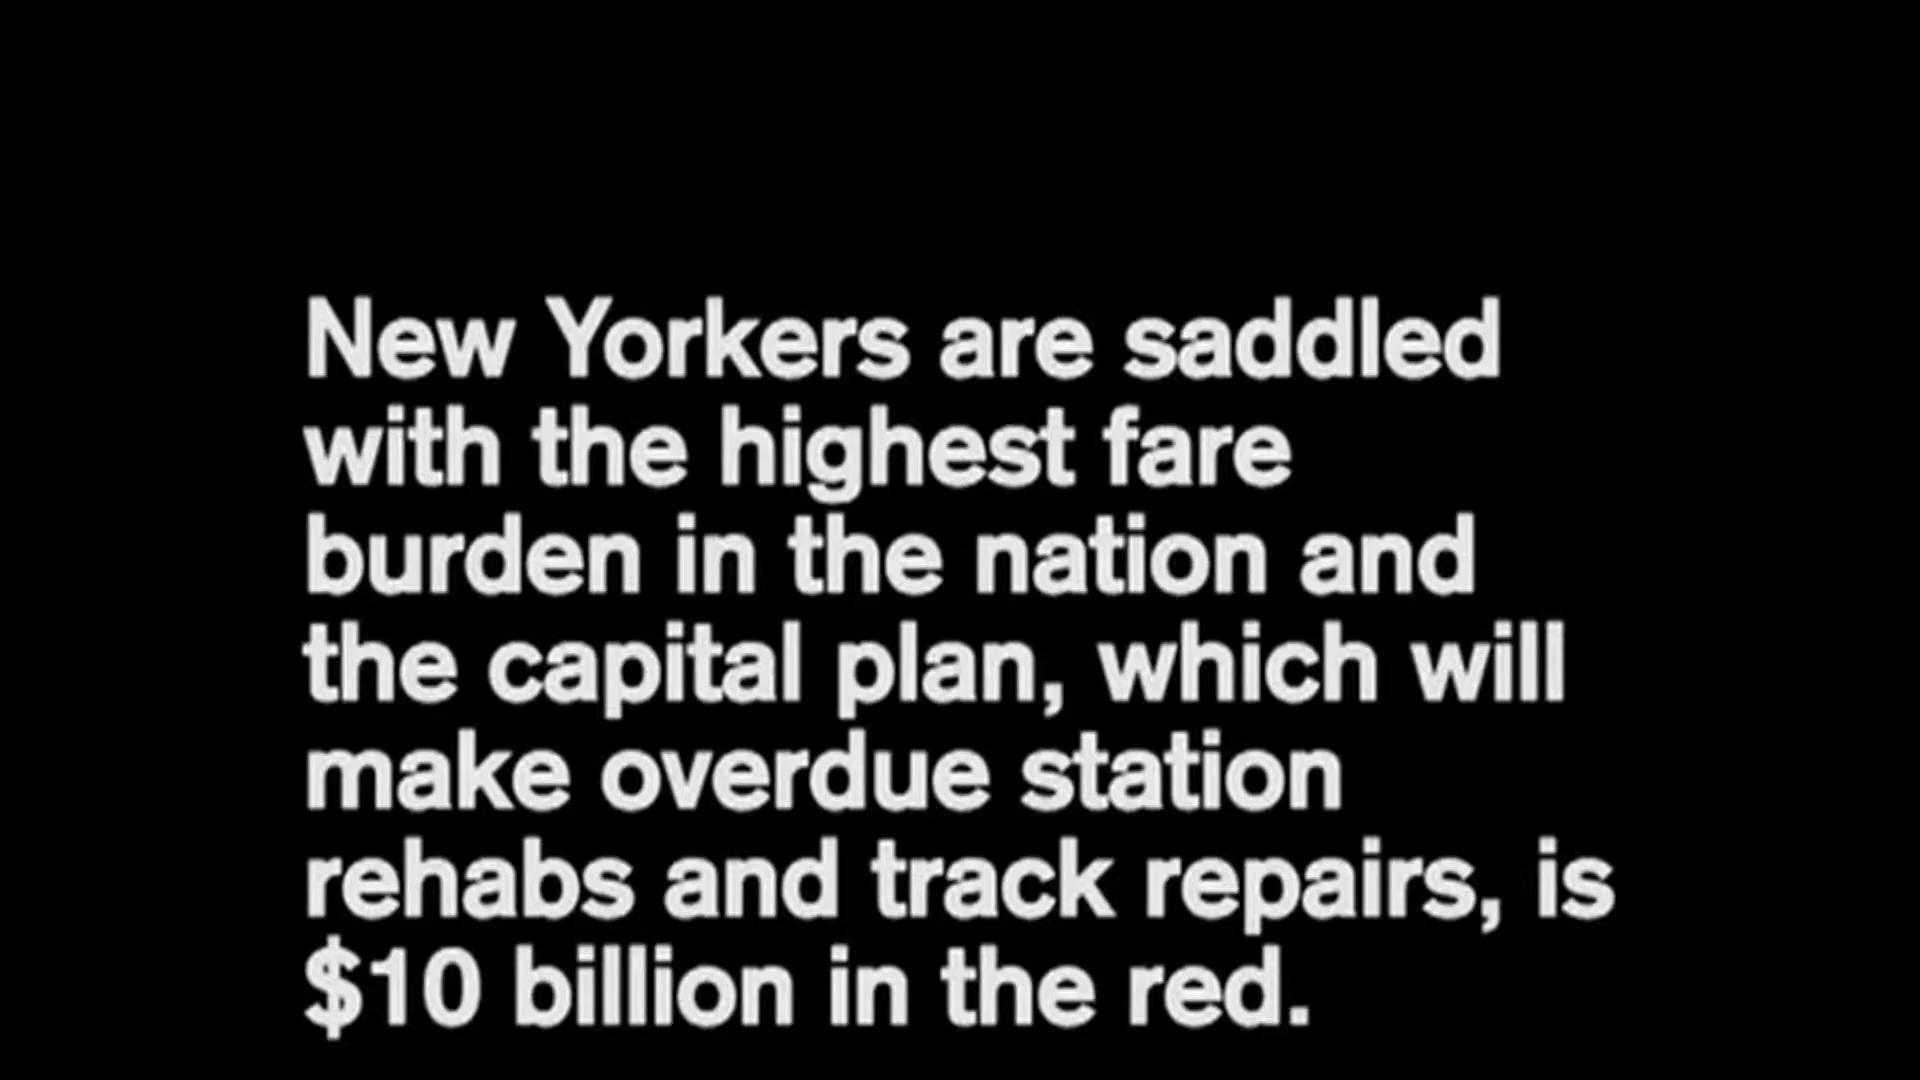 New Yorkers are saddled
with the highest fare
burden in the nation and
the capital plan, which will
make overdue station
rehabs and track repairs, is
$10 billion in the red.